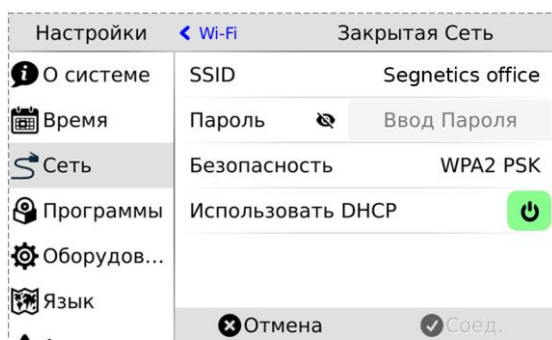 Настройки
Wi-Fi
Закрытая Сеть
О системе
Время
Сеть
Программы
Оборудов...
Язык
SSID
Segnetics office
Пароль
Ввод Пароля
Безопасность
WPA2 PSK
Использовать DHCP
Отмена
Соед.